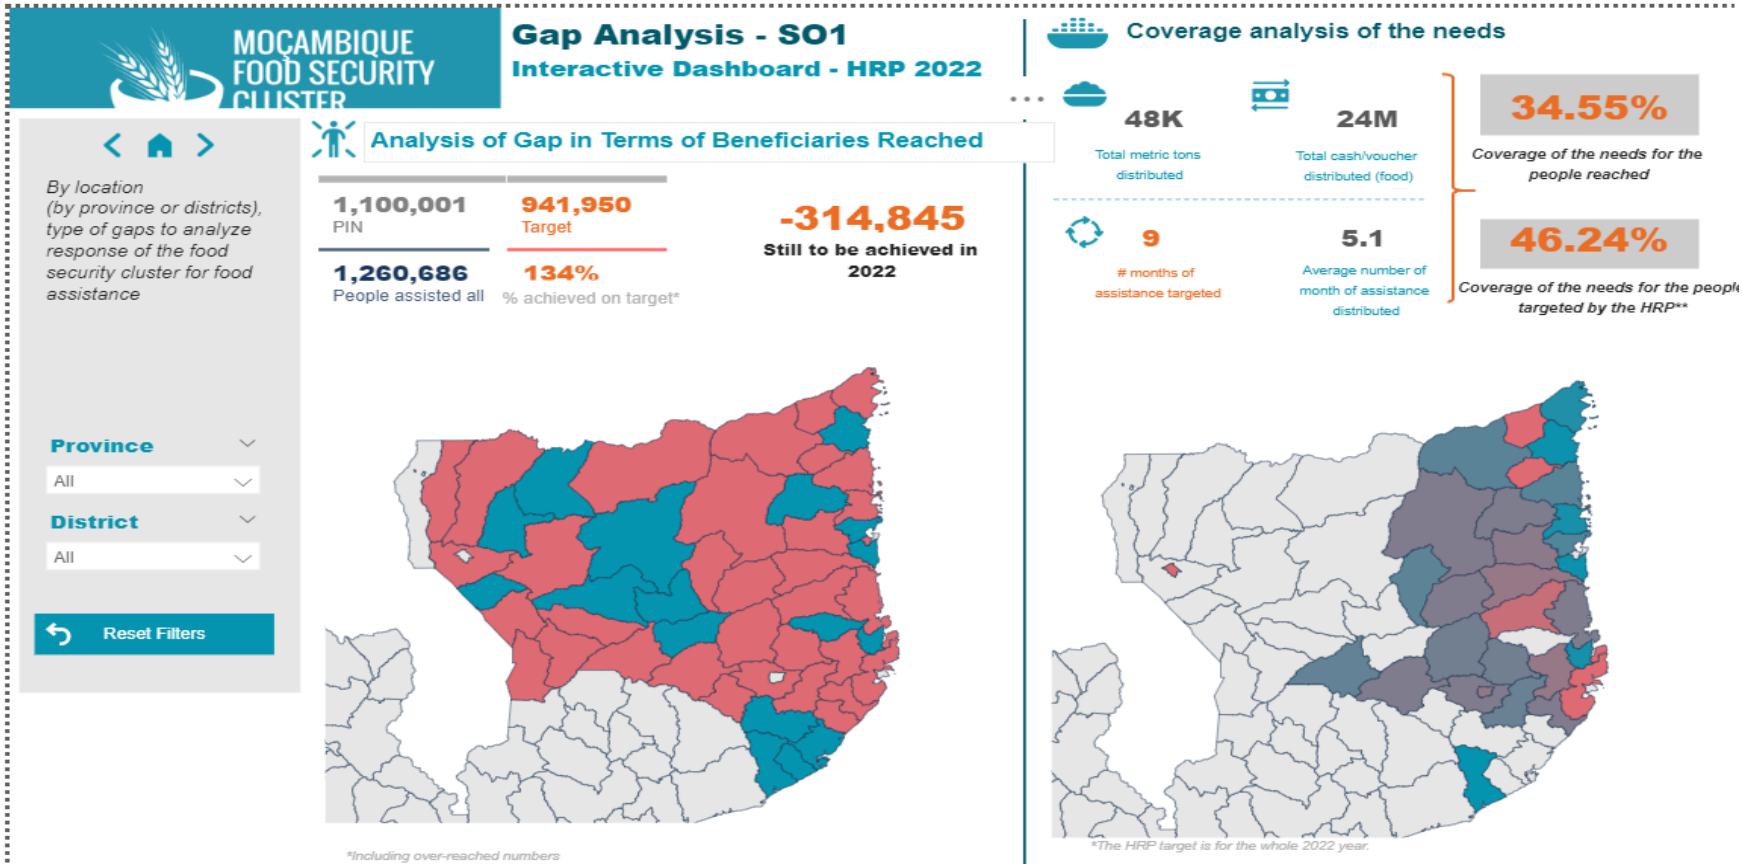 MOÇAMBIQUE
FOOD SECURITY
CLUSTER
Gap Analysis - SO1
Interactive Dashboard - HRP 2022
By location
(by province or districts),
type of gaps to analyze
response of the food
security cluster for food
assistance
Province
All
District
All
Reset Filters
Analysis of Gap in Terms of Beneficiaries Reached
1,100,001
PIN
941,950
Target
1,260,686
People assisted all
134%
% achieved on target*
-314,845
Still to be achieved in
2022
*Including over-reached numbers
Coverage analysis of the needs
48K
Total metric tons
distributed
24M
Total cash/voucher
distributed (food)
9
# months of
assistance targeted
5.1
Average number of
month of assistance
distributed
34.55%
Coverage of the needs for the
people reached
46.24%
Coverage of the needs for the people
targeted by the HRP**
*The HRP target is for the whole 2022 year.